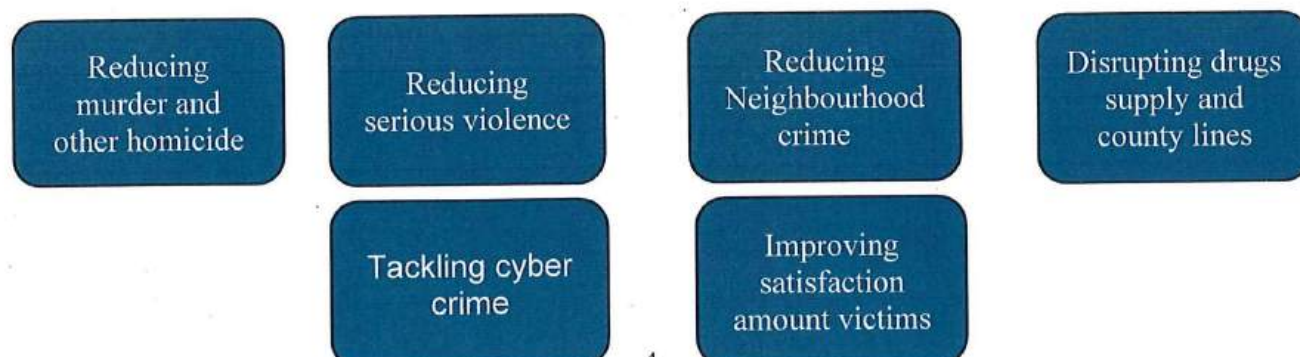 Reducing
murder and
other homicide
Reducing
serious violence
Reducing
Neighbourhood
crime
Disrupting drugs
supply and
county lines
Tackling cyber
crime
Improving
satisfaction
amount victims